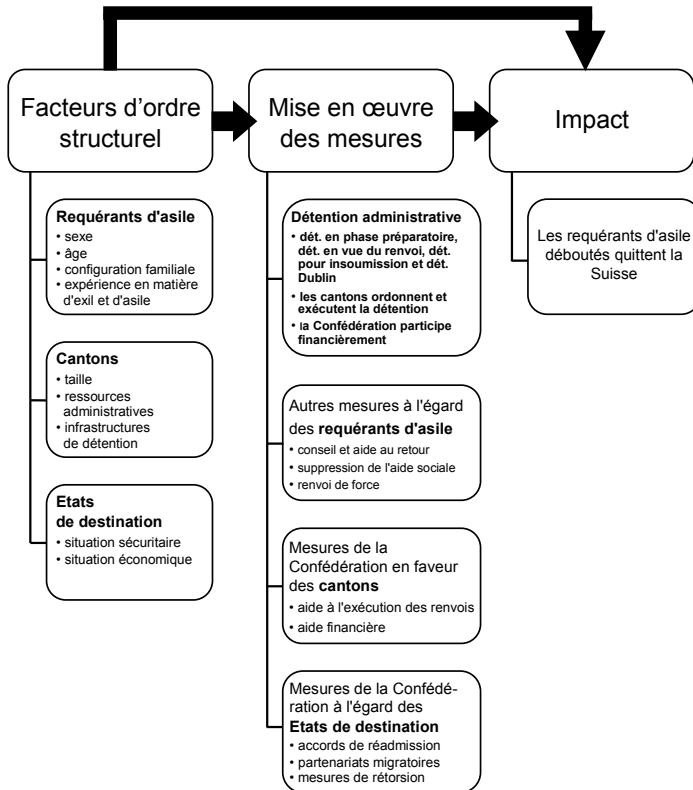 Facteurs d'ordre
structurel
Mise en œuvre
des mesures
Impact
Requérants d'asile
• sexe
• âge
• configuration familiale
• expérience en matière
d'exil et d'asile
Cantons
• taille
• ressources
administratives
• infrastructures
de détention
Etats
de destination
• situation sécuritaire
• situation économique
Détention administrative
• dét. en phase préparatoire,
dét. en vue du renvoi, dét.
pour insoumission et dét.
Dublin
• les cantons ordonnent et
exécutent la détention
• la Confédération participe
financièrement
Autres mesures à l'égard
des requérants d'asile
• conseil et aide au retour
• suppression de l'aide sociale
• renvoi de force
Mesures de la
Confédération en faveur
des cantons
• aide à l'exécution des renvois
• aide financière
Mesures de la Confédé-
ration à l'égard des
Etats de destination
• accords de réadmission
• partenariats migratoires
• mesures de rétorsion
Les requérants d'asile
déboutés quittent la
Suisse